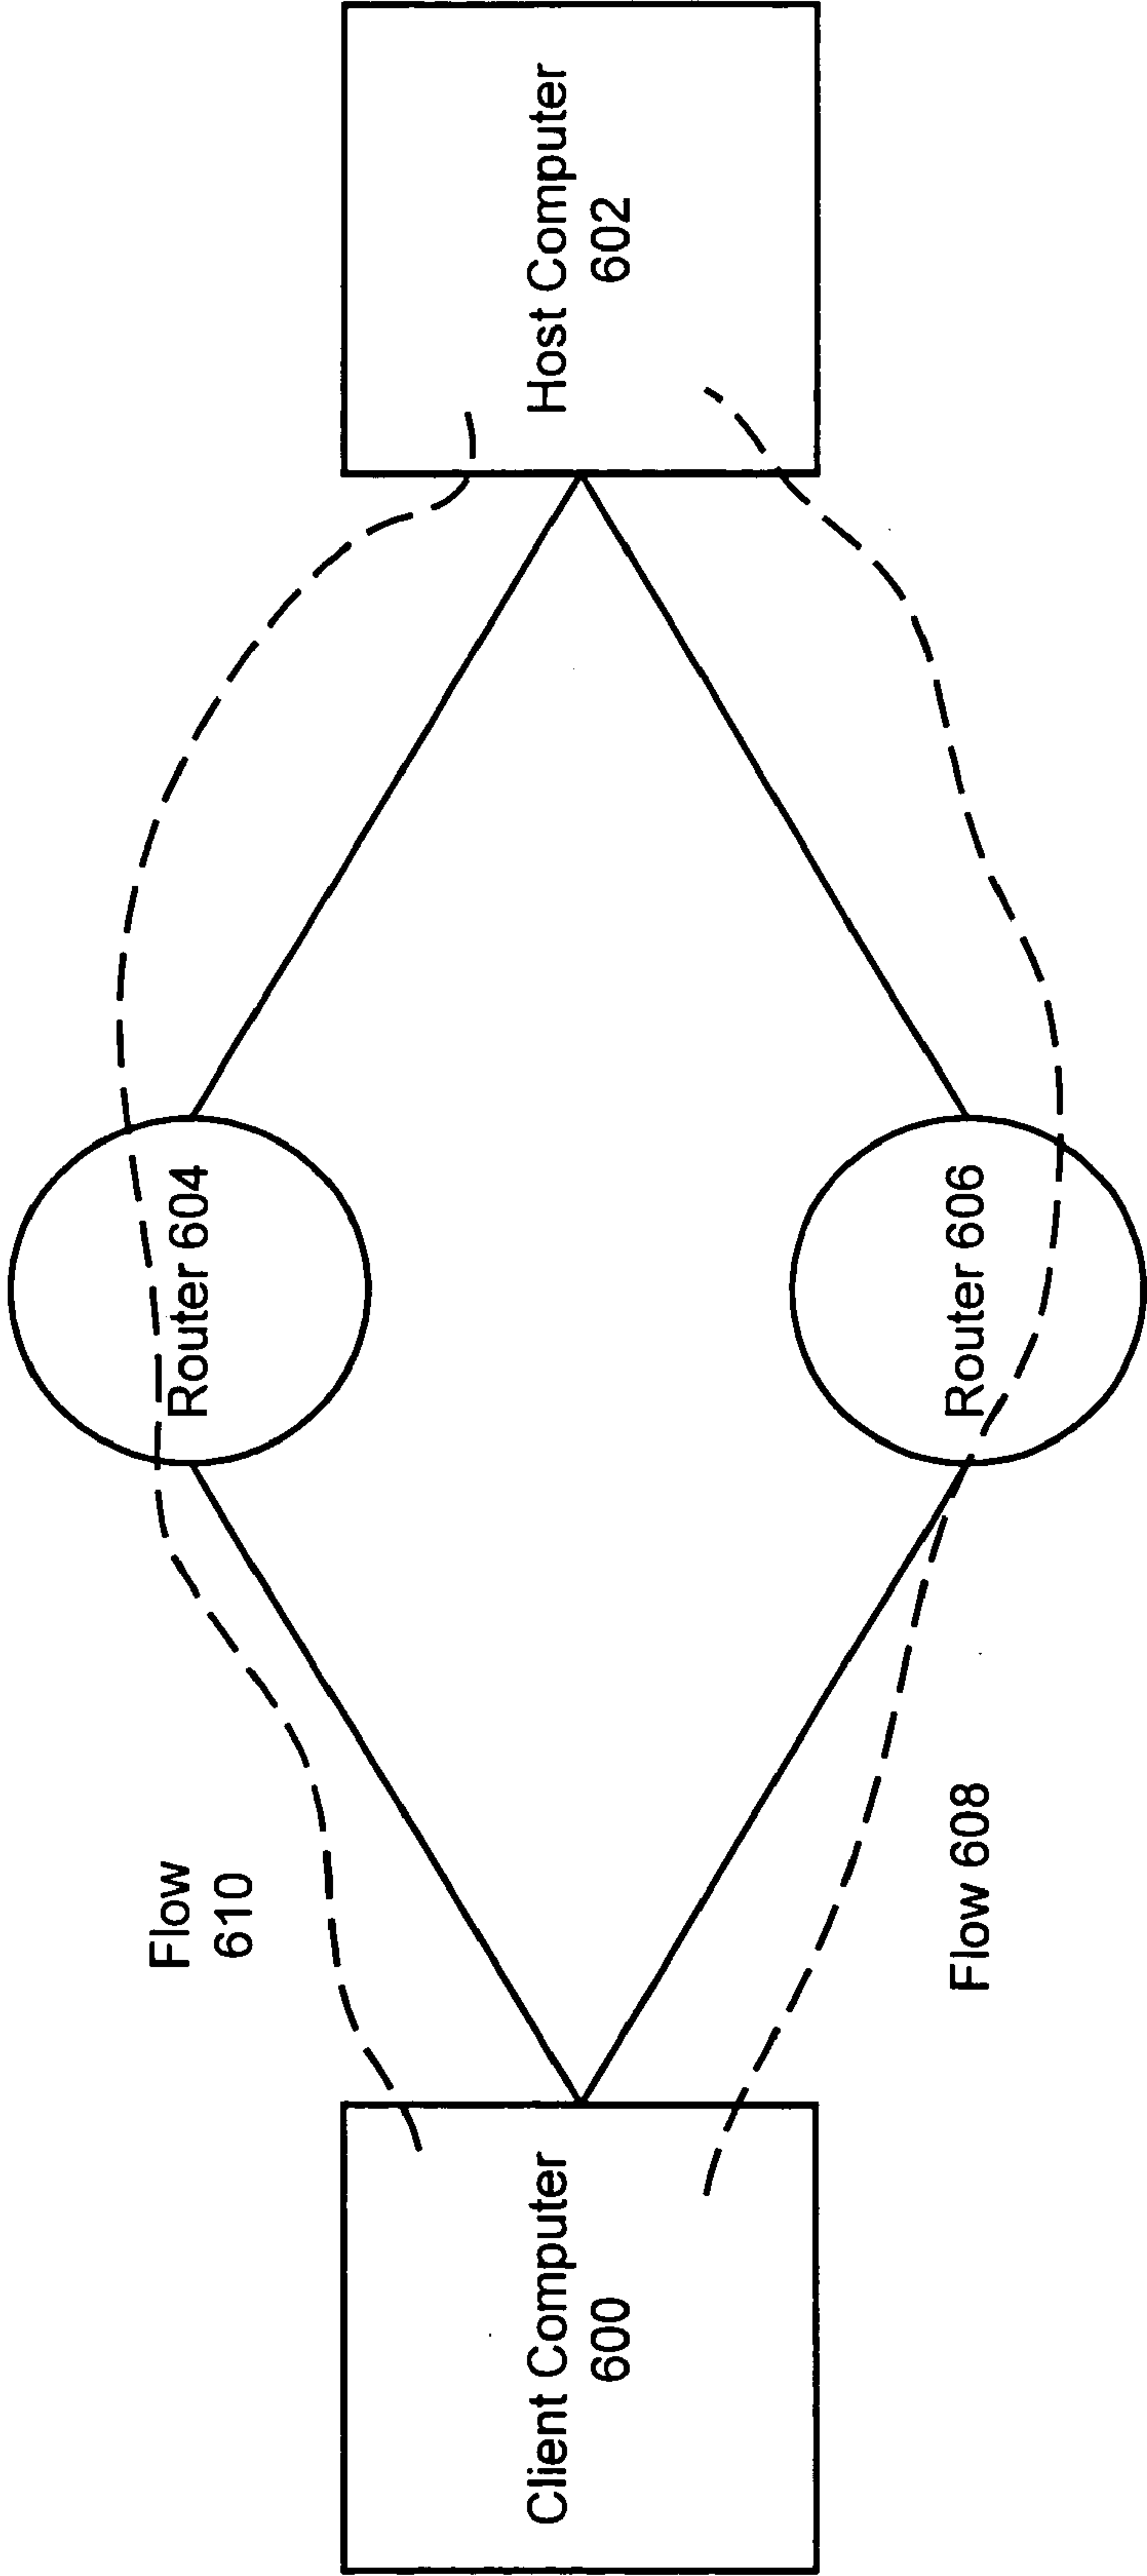 Client Computer
600
Flow
610
Flow 608
Router 604
Router 606
Host Computer
602